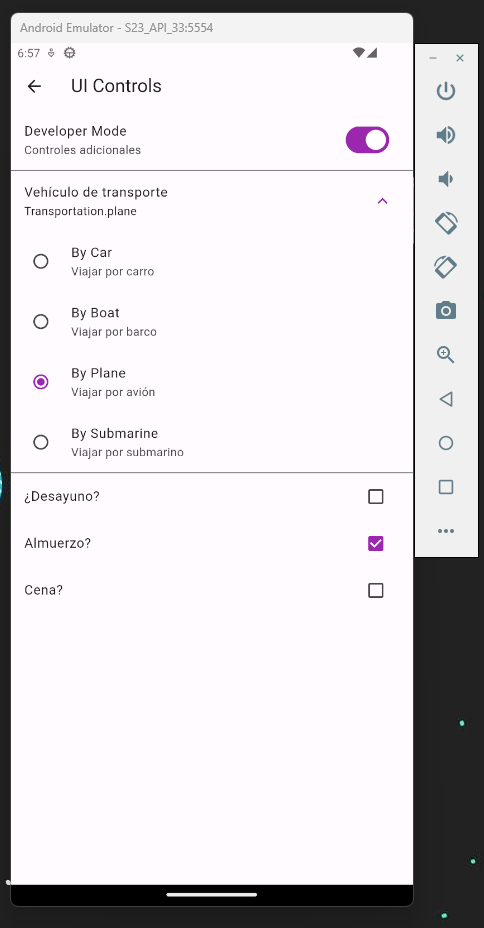 Android Emulator - S23_API_33:5554
6:57
UI Controls
Developer Mode
Controles adicionales
Vehículo de transporte
Transportation.plane
By Car
Viajar por carro
By Boat
Viajar por barco
By Plane
Viajar por avión
By Submarine
Viajar por submarino
¿Desayuno?
Almuerzo?
Cena?